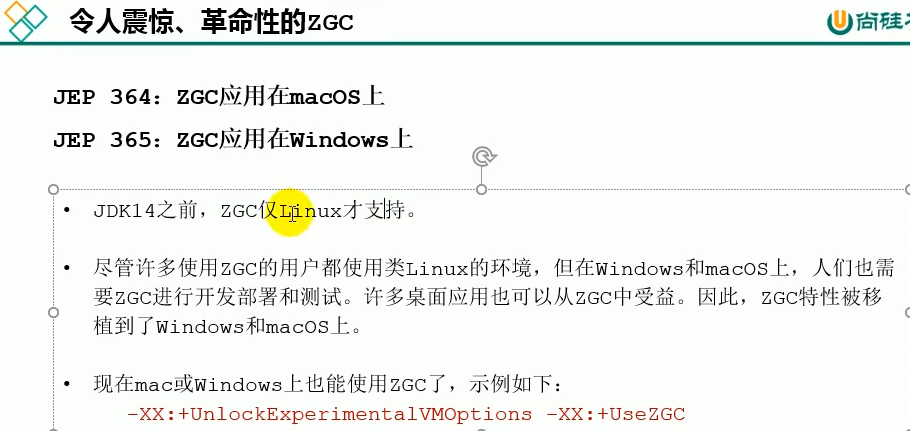 令人震惊、革命性的ZGC
尚硅
JEP 364：ZGC应用在macOS上
JEP 365：ZGC应用在Windows上
• JDK14之前，ZGC仅Linux才支持。
• 尽管许多使用ZGC的用户都使用类Linux的环境，但在Windows和macOS上，人们也需
要ZGC进行开发部署和测试。许多桌面应用也可以从ZGC中受益。因此，ZGC特性被移
植到了Windows和macOS上。
• 现在mac或Windows上也能使用ZGC了，示例如下：
-XX:+UnlockExperimentalVMOptions -XX:+UseZGC